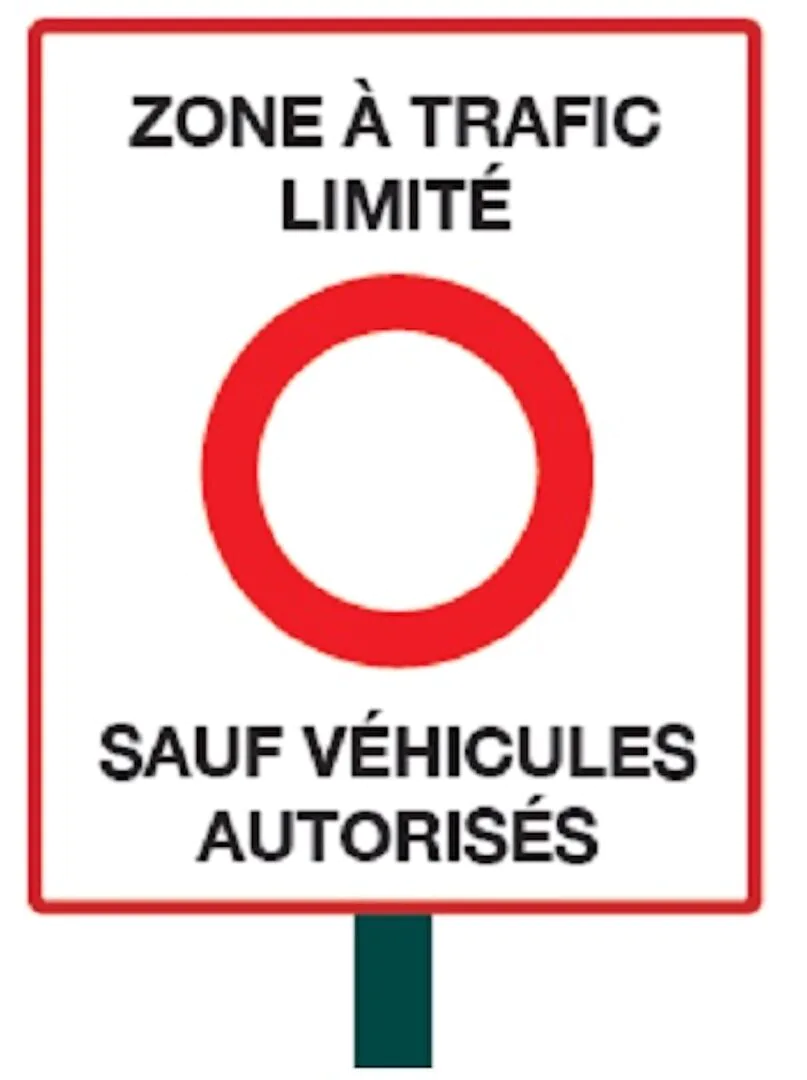 ZONE À TRAFIC
LIMITÉ
SAUF VÉHICULES
AUTORISÉS